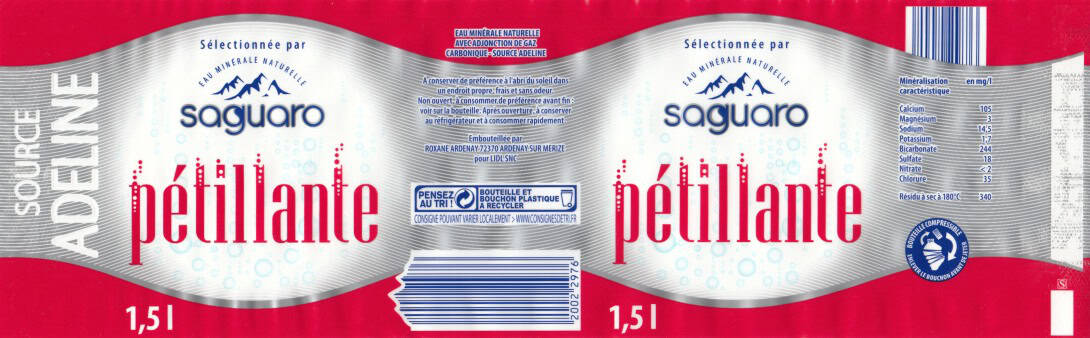 SOURCE
ADELINE
Sélectionnée par
EAU MINÉRALE NATURELLE
saguaro
pétillante
1,5 l
EAU MINÉRALE NATURELLE
AVEC ADJONCTION DE GAZ
CARBONIQUE - SOURCE ADELINE
A conserver de préférence à l'abri du soleil dans
un endroit propre, frais et sans odeur.
Non ouvert, à consommer de préférence avant fin :
voir sur la bouteille. Après ouverture, à conserver
au réfrigérateur et à consommer rapidement.
Embouteillée par
ROXANE ARDENAY 72370 ARDENAY SUR MERIZE
pour LIDL SNC
PENSEZ
AU TRI !
BOUTEILLE ET
BOUCHON PLASTIQUE
À RECYCLER
CONSIGNE POUVANT VARIER LOCALEMENT > WWW.CONSIGNESDETRI.FR
2002 2976
Sélectionnée par
EAU MINÉRALE NATURELLE
saguaro
pétillante
1,5 l
Minéralisation en mg/l
caractéristique
Calcium 105
Magnésium 3
Sodium 14,5
Potassium 1,7
Bicarbonate 244
Sulfate 18
Nitrate < 2
Chlorure 35
Résidu à sec à 180°C 340
BOUTEILLE COMPRESSIBLE
ENLEVER LE BOUCHON AVANT DE JETER